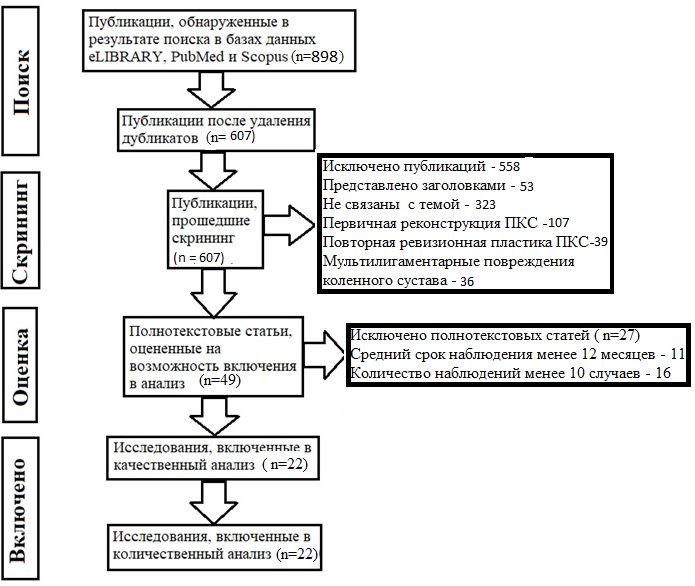 Поиск
Публикации, обнаруженные в
результате поиска в базах данных
eLIBRARY, PubMed и Scopus (n=898)
Публикации после удаления
дубликатов (n= 607)
Скрининг
Публикации,
прошедшие
скрининг
(n = 607) .
Исключено публикаций - 558
Представлено заголовками - 53
Не связаны с темой - 323
Первичная реконструкция ПКС -107
Повторная ревизионная пластика ПКС-39
Мультилигаментарные повреждения
коленного сустава - 36
Оценка
Полнотекстовые статьи,
оцененные на
возможность включения
в анализ (n=49)
Исключено полнотекстовых статей ( n=27)
Средний срок наблюдения менее 12 месяцев - 11
Количество наблюдений менее 10 случаев - 16
Включено
Исследования, включенные в
качественный анализ ( n=22)
Исследования, включенные в
количественный анализ (n=22)